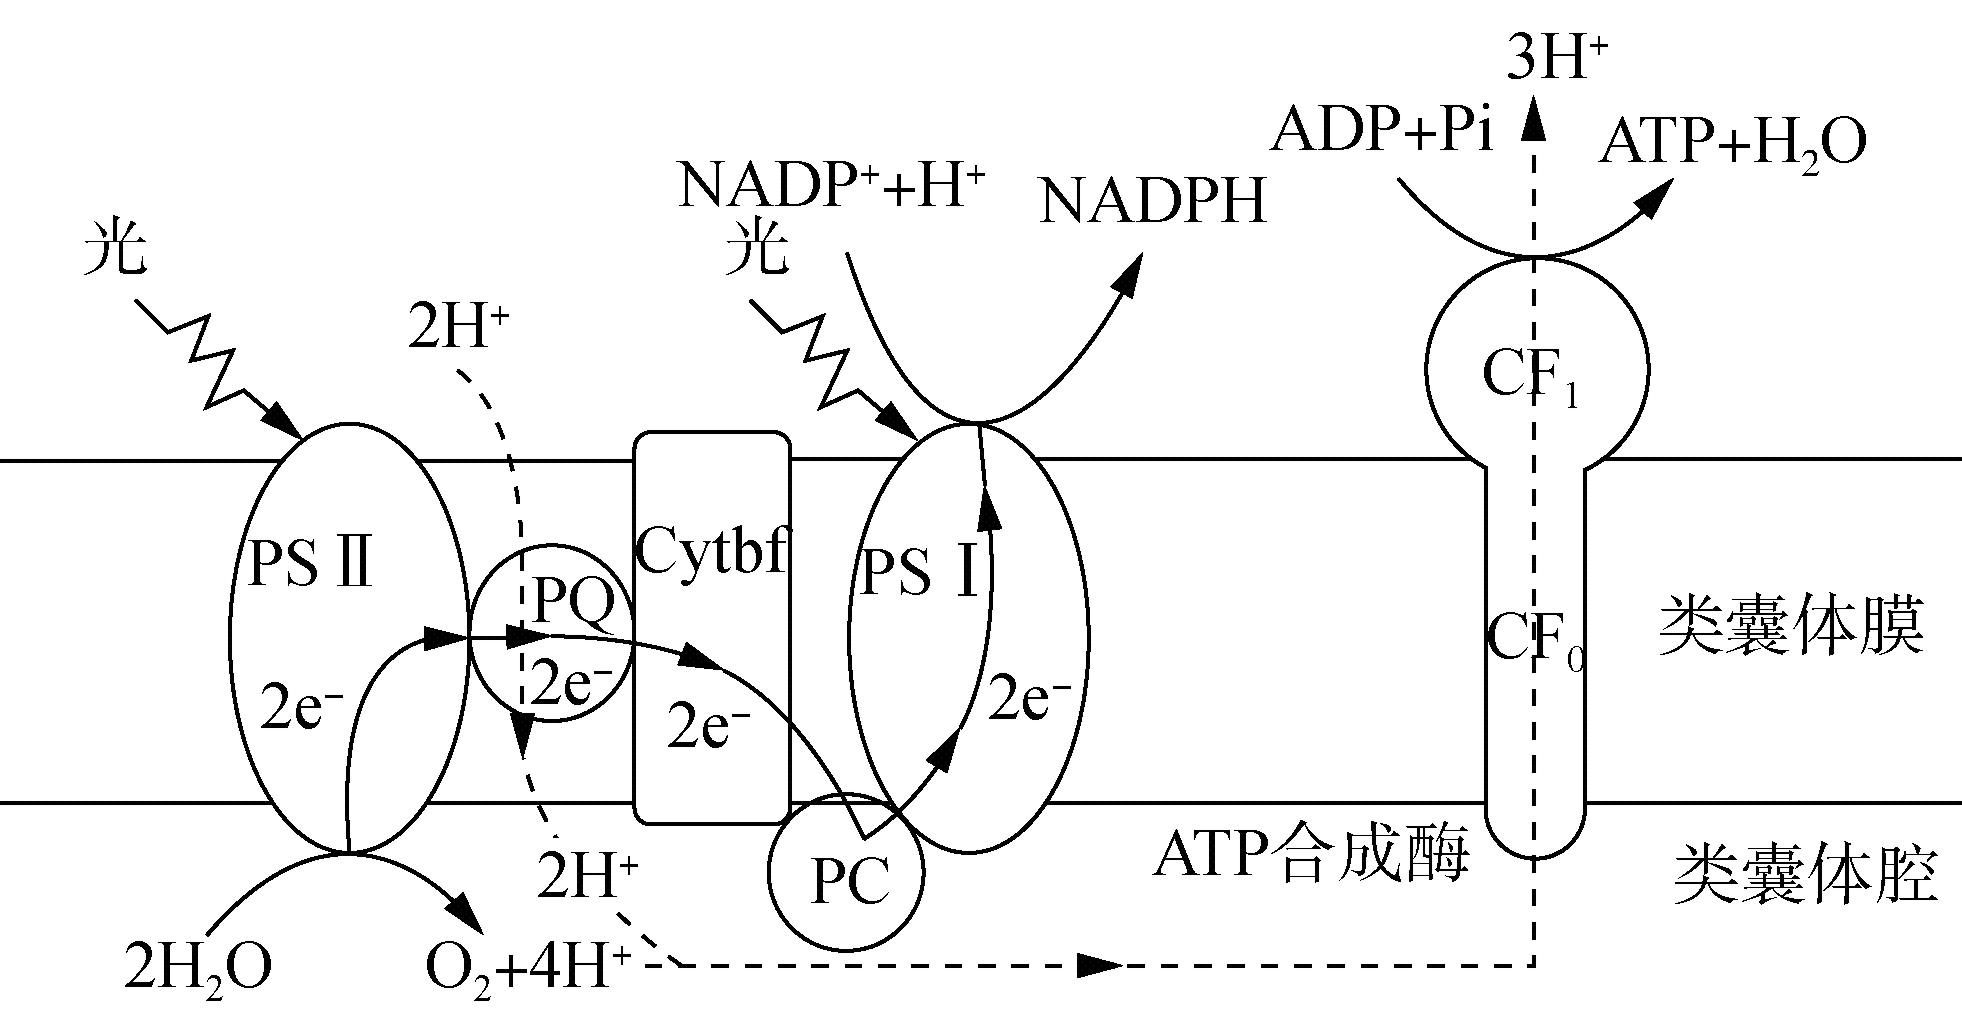 3H⁺
ADP+Pi
ATP+H₂O
NADP⁺+H⁺
NADPH
光
光
2H⁺
CF₁
PSⅡ
Cytbf
PSⅠ
PQ
CF₀
类囊体膜
2e⁻
2e⁻
2e⁻
2e⁻
2H⁺
PC
ATP合成酶
类囊体腔
2H₂O
O₂+4H⁺